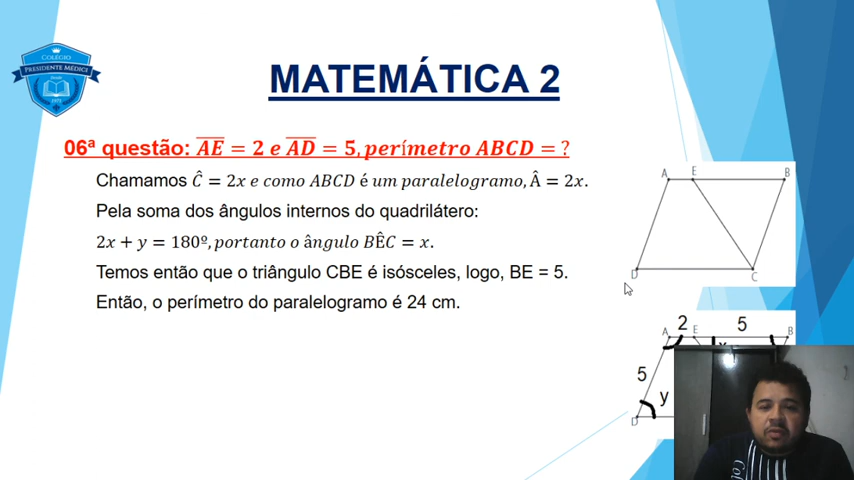 COLÉGIO
PRESIDENTE MÉDICI
MATEMÁTICA 2
06ª questão: AE = 2 e AD = 5, perímetro ABCD = ?
Chamamos Ĉ = 2x e como ABCD é um paralelogramo, Â = 2x.
Pela soma dos ângulos internos do quadrilátero:
2x + y = 180º, portanto o ângulo BÊC = x.
Temos então que o triângulo CBE é isósceles, logo, BE = 5.
Então, o perímetro do paralelogramo é 24 cm.
A E B
D C
2 5
A E B
x
5
y
D